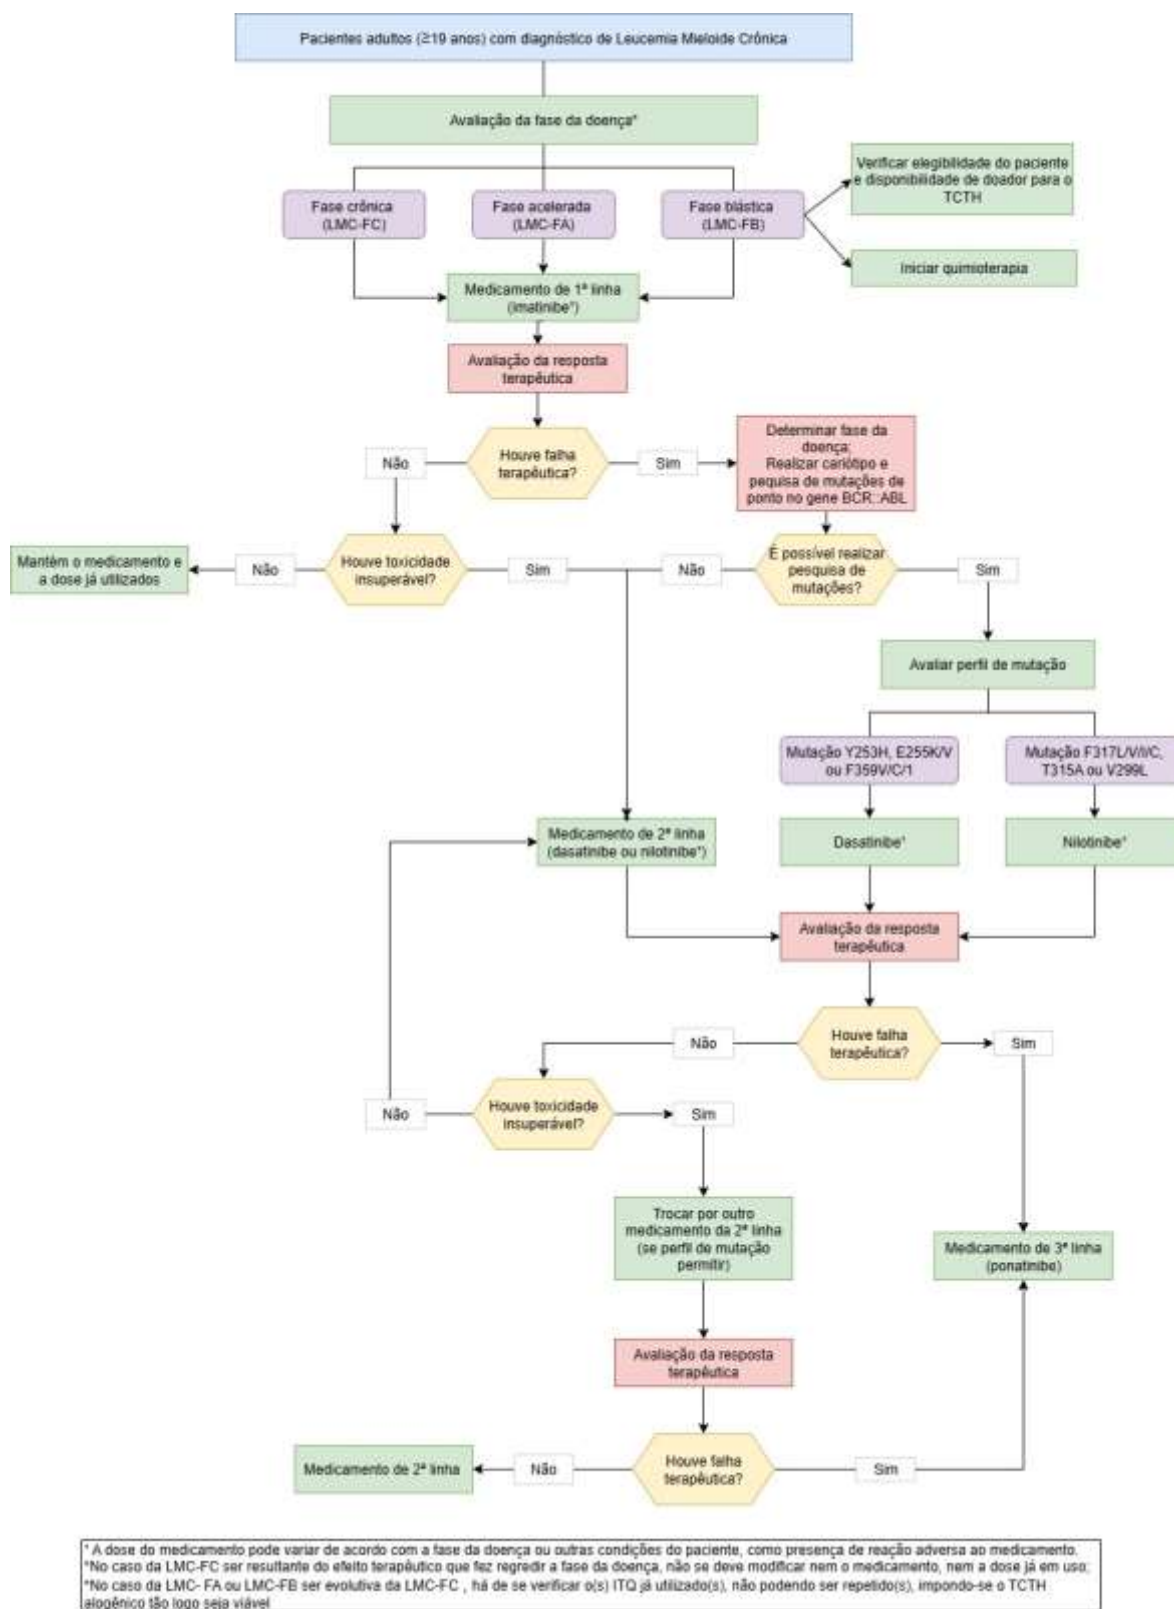 Pacientes adultos (≥19 anos) com diagnóstico de Leucemia Mieloide Crônica
Avaliação da fase da doença*
Verificar elegibilidade do paciente
e disponibilidade de doador para o
TCTH
Fase crônica
(LMC-FC)
Fase acelerada
(LMC-FA)
Fase blástica
(LMC-FB)
Iniciar quimioterapia
Medicamento de 1ª linha
(imatinibe*)
Avaliação da resposta
terapêutica
Houve falha
terapêutica?
Não
Sim
Determinar fase da
doença;
Realizar cariótipo e
pequisa de mutações de
ponto no gene BCR::ABL
Mantém o medicamento e
a dose já utilizados
Não
Houve toxicidade
insuperável?
Sim
Não
É possível realizar
pesquisa de
mutações?
Sim
Avaliar perfil de mutação
Mutação Y253H, E255K/V
ou F359V/C/1
Mutação F317L/V/I/C,
T315A ou V299L
Medicamento de 2ª linha
(dasatinibe ou nilotinibe*)
Dasatinibe*
Nilotinibe*
Avaliação da resposta
terapêutica
Houve falha
terapêutica?
Não
Sim
Não
Houve toxicidade
insuperável?
Sim
Trocar por outro
medicamento da 2ª linha
(se perfil de mutação
permitir)
Medicamento de 3ª linha
(ponatinibe)
Avaliação da resposta
terapêutica
Medicamento de 2ª linha
Não
Houve falha
terapêutica?
Sim
* A dose do medicamento pode variar de acordo com a fase da doença ou outras condições do paciente, como presença de reação adversa ao medicamento.
*No caso da LMC-FC ser resultante do efeito terapêutico que fez regredir a fase da doença, não se deve modificar nem o medicamento, nem a dose já em uso;
*No caso da LMC- FA ou LMC-FB ser evolutiva da LMC-FC , há de se verificar o(s) ITQ já utilizado(s), não podendo ser repetido(s), impondo-se o TCTH
alogênico tão logo seja viável